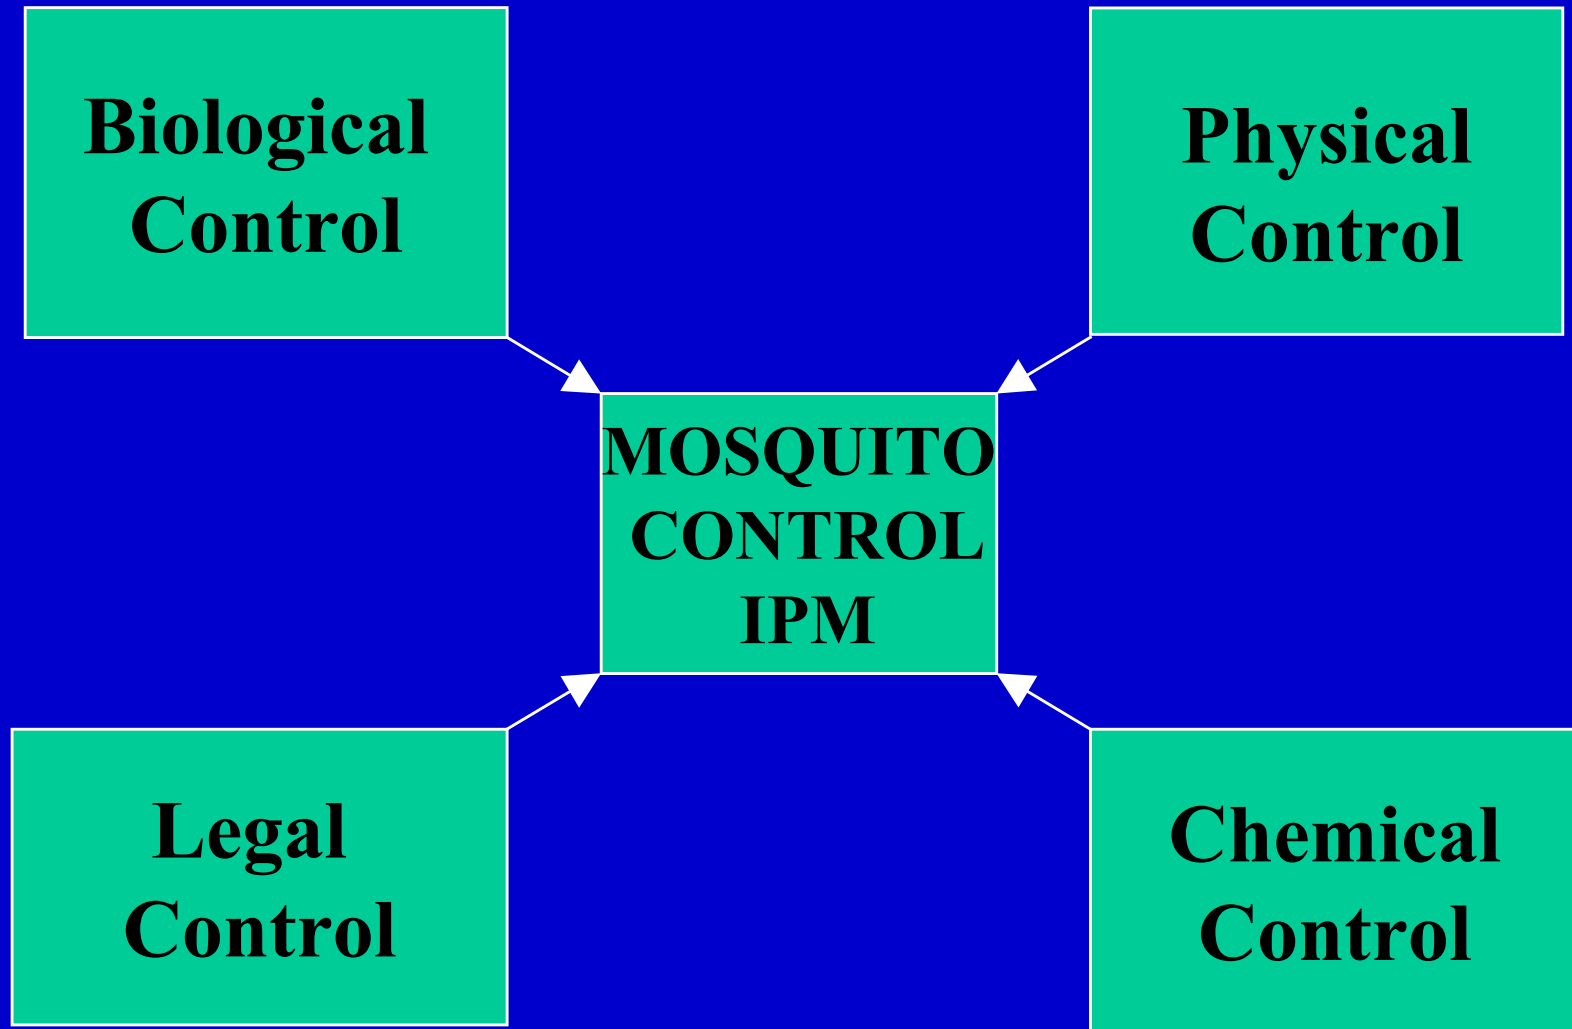 Biological
Control
Physical
Control
MOSQUITO
CONTROL
IPM
Legal
Control
Chemical
Control